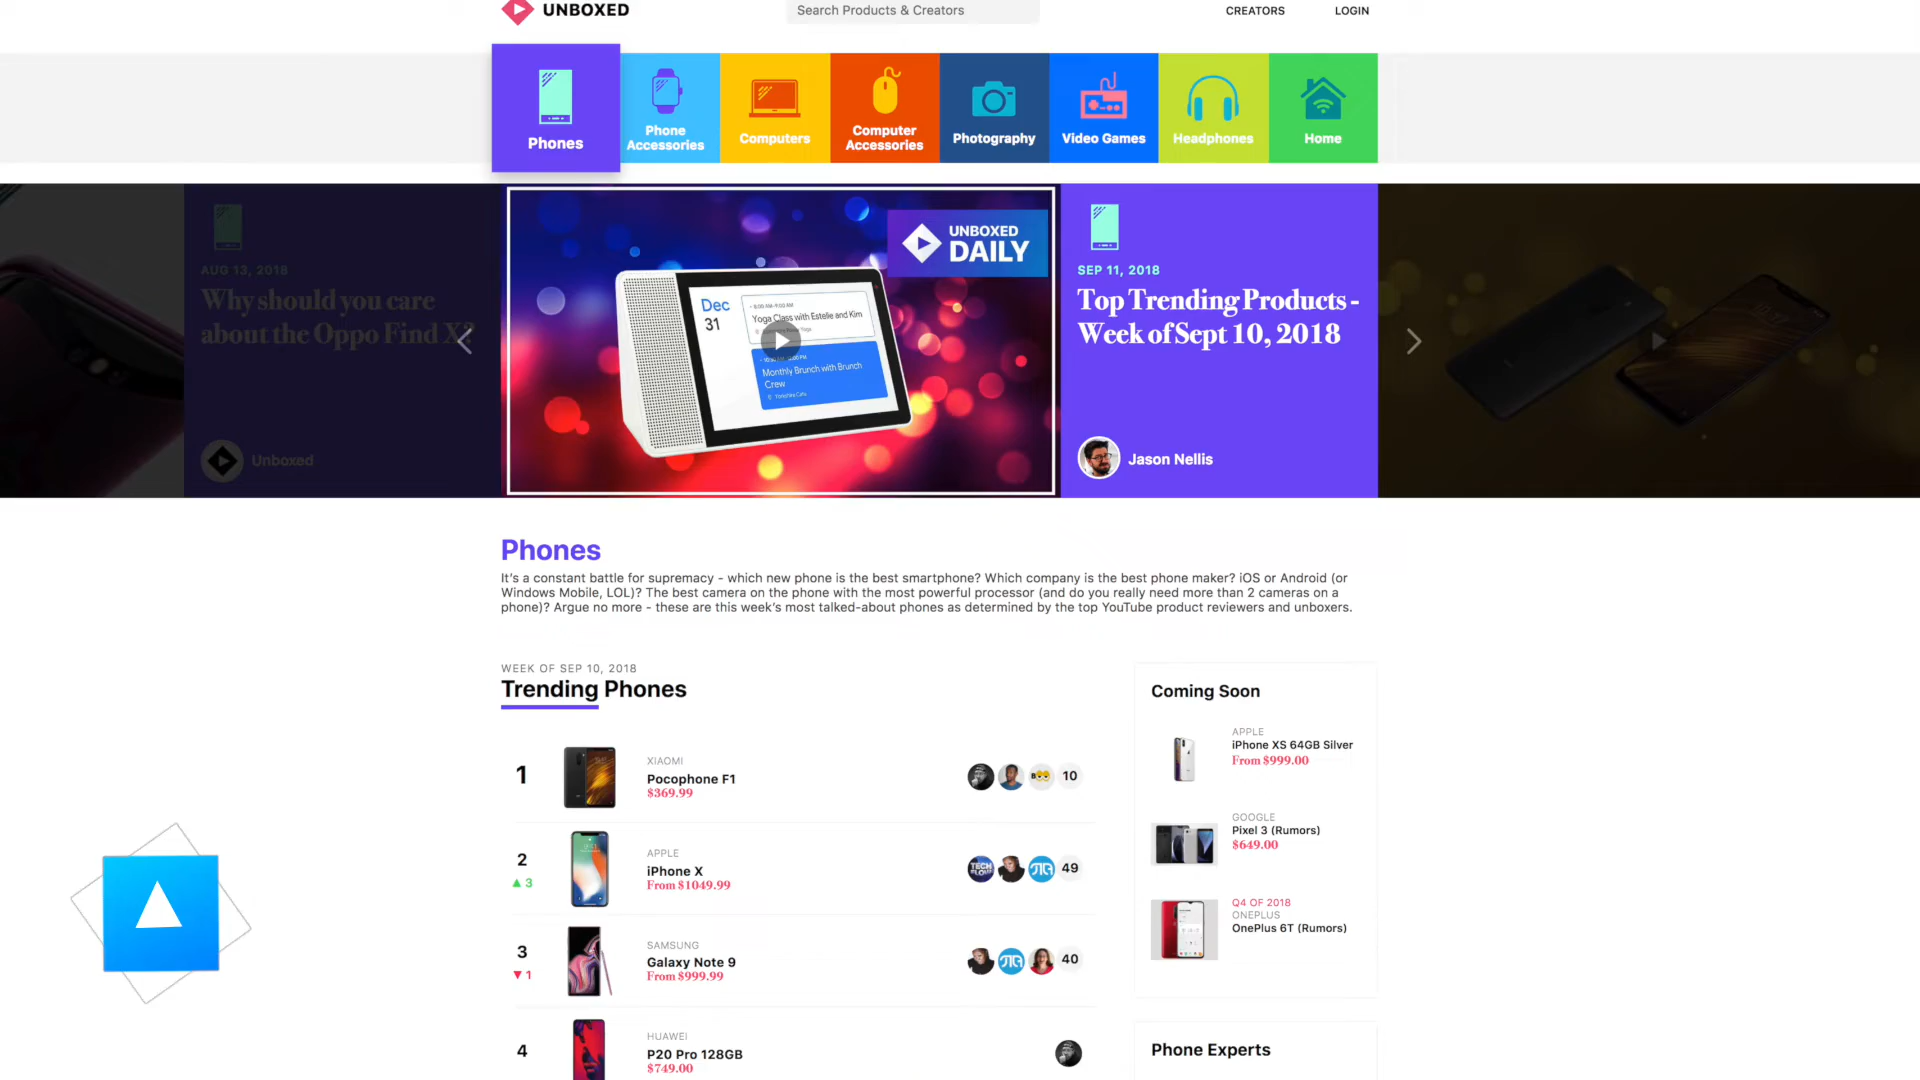 UNBOXED
Search Products & Creators
CREATORS
LOGIN
Phones
Phone
Accessories
Computers
Computer
Accessories
Photography
Video Games
Headphones
Home
AUG 13, 2018
Why should you care
about the Oppo Find X?
Unboxed
UNBOXED
DAILY
Dec
31
8:00 AM-9:00 AM
Yoga Class with Estelle and Kim
Monthly Brunch with Brunch
Crew
Yorkshire Cafe
SEP 11, 2018
Top Trending Products -
Week of Sept 10, 2018
Jason Nellis
Phones
It's a constant battle for supremacy - which new phone is the best smartphone? Which company is the best phone maker? iOS or Android (or
Windows Mobile, LOL)? The best camera on the phone with the most powerful processor (and do you really need more than 2 cameras on a
phone)? Argue no more - these are this week's most talked-about phones as determined by the top YouTube product reviewers and unboxers.
WEEK OF SEP 10, 2018
Trending Phones
1
XIAOMI
Pocophone F1
$369.99
10
2
3
APPLE
iPhone X
From $1049.99
TECH
FLOW
49
3
1
SAMSUNG
Galaxy Note 9
From $999.99
40
4
HUAWEI
P20 Pro 128GB
$749.00
Coming Soon
APPLE
iPhone XS 64GB Silver
From $999.00
GOOGLE
Pixel 3 (Rumors)
$649.00
Q4 OF 2018
ONEPLUS
OnePlus 6T (Rumors)
Phone Experts